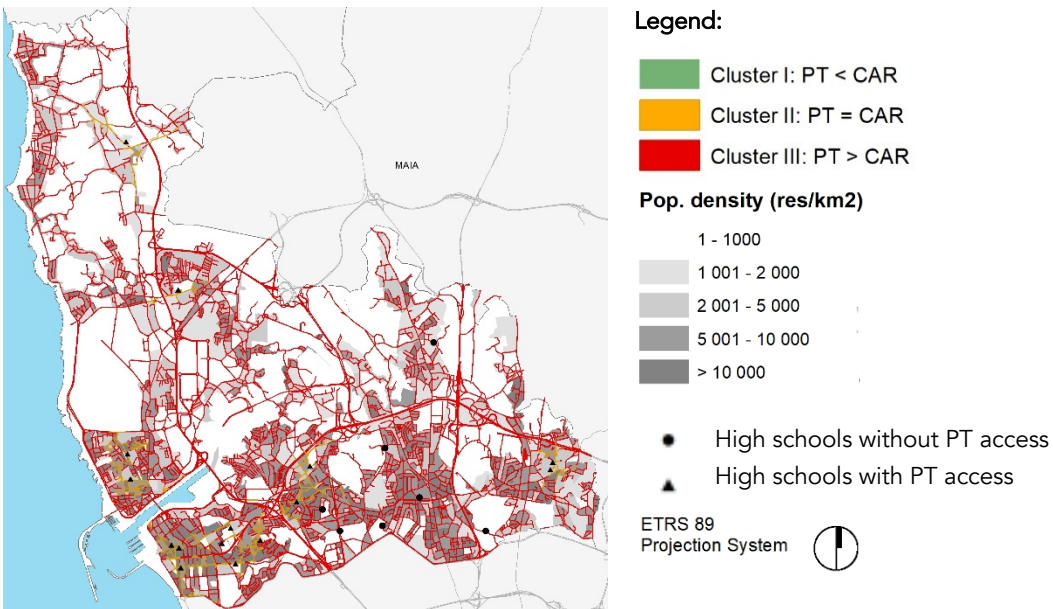 MAIA
Legend:
Cluster I: PT < CAR
Cluster II: PT = CAR
Cluster III: PT > CAR
Pop. density (res/km2)
1 - 1000
1 001 - 2 000
2 001 - 5 000
5 001 - 10 000
> 10 000
High schools without PT access
High schools with PT access
ETRS 89
Projection System